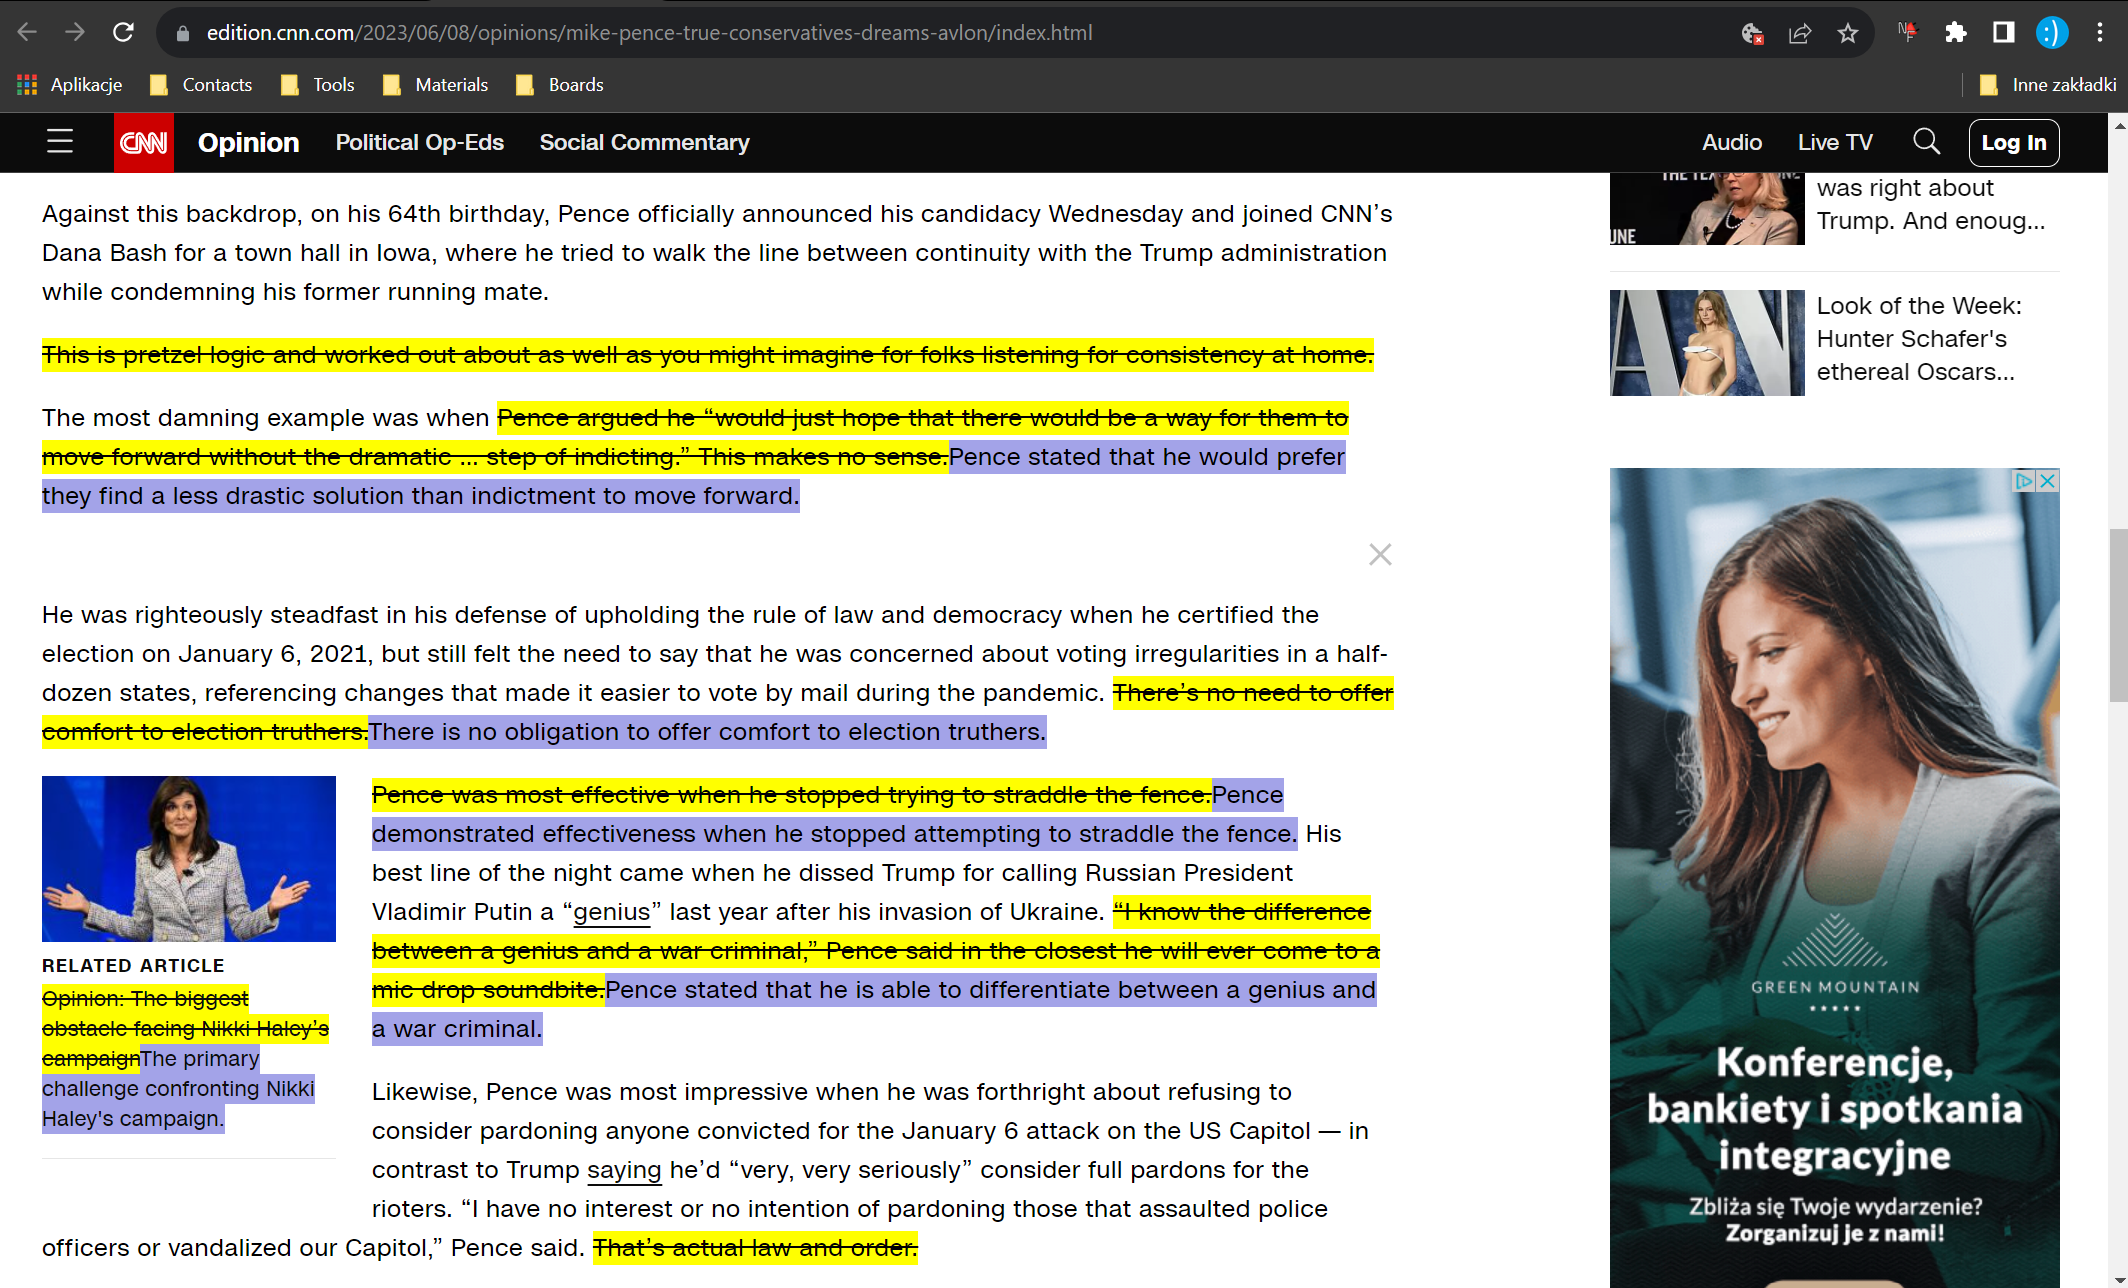 edition.cnn.com/2023/06/08/opinions/mike-pence-true-conservatives-dreams-avlon/index.html
Aplikacje Contacts Tools Materials Boards Inne zakładki
CNN Opinion Political Op-Eds Social Commentary Audio Live TV Log In
Against this backdrop, on his 64th birthday, Pence officially announced his candidacy Wednesday and joined CNN’s
Dana Bash for a town hall in Iowa, where he tried to walk the line between continuity with the Trump administration
while condemning his former running mate.
This is pretzel logic and worked out about as well as you might imagine for folks listening for consistency at home.
The most damning example was when Pence argued he “would just hope that there would be a way for them to
move forward without the dramatic ... step of indicting.” This makes no sense.Pence stated that he would prefer
they find a less drastic solution than indictment to move forward.
He was righteously steadfast in his defense of upholding the rule of law and democracy when he certified the
election on January 6, 2021, but still felt the need to say that he was concerned about voting irregularities in a half-
dozen states, referencing changes that made it easier to vote by mail during the pandemic. There’s no need to offer
comfort to election truthers.There is no obligation to offer comfort to election truthers.
RELATED ARTICLE
Opinion: The biggest
obstacle facing Nikki Haley’s
campaignThe primary
challenge confronting Nikki
Haley's campaign.
Pence was most effective when he stopped trying to straddle the fence.Pence
demonstrated effectiveness when he stopped attempting to straddle the fence. His
best line of the night came when he dissed Trump for calling Russian President
Vladimir Putin a “genius” last year after his invasion of Ukraine. “I know the difference
between a genius and a war criminal,” Pence said in the closest he will ever come to a
mic drop soundbite.Pence stated that he is able to differentiate between a genius and
a war criminal.
Likewise, Pence was most impressive when he was forthright about refusing to
consider pardoning anyone convicted for the January 6 attack on the US Capitol — in
contrast to Trump saying he’d “very, very seriously” consider full pardons for the
rioters. “I have no interest or no intention of pardoning those that assaulted police
officers or vandalized our Capitol,” Pence said. That’s actual law and order.
was right about
Trump. And enoug...
UNE
Look of the Week:
Hunter Schafer's
ethereal Oscars...
GREEN MOUNTAIN
Konferencje,
bankiety i spotkania
integracyjne
Zbliża się Twoje wydarzenie?
Zorganizuj je z nami!